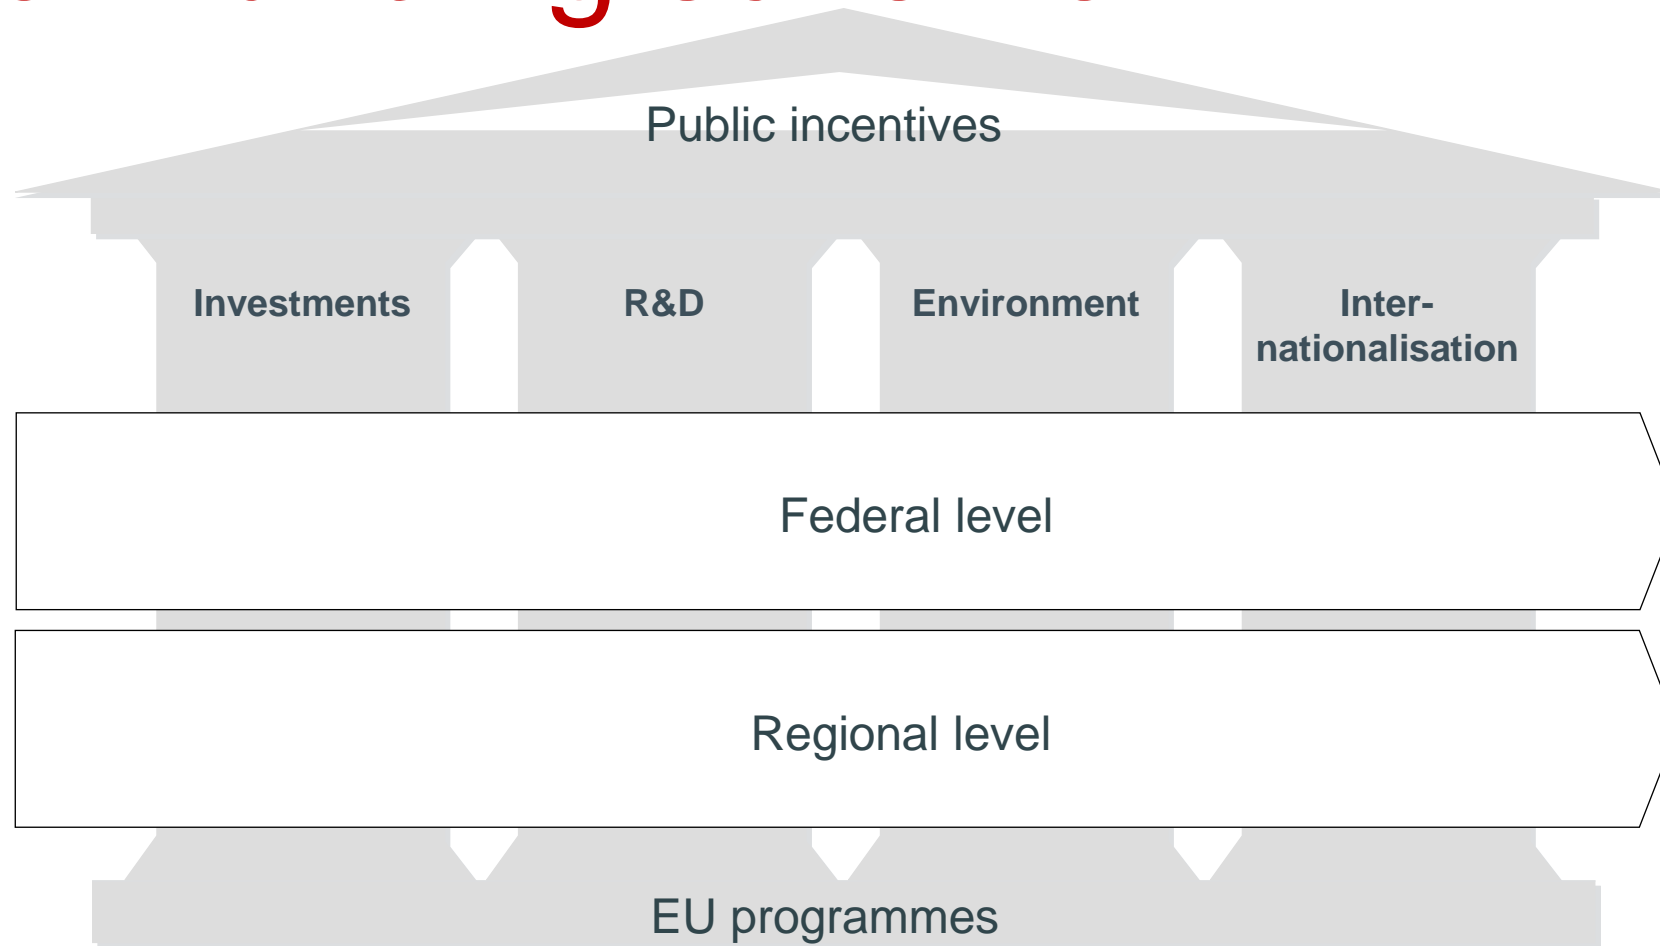 Public incentives
Investments
R&D
Environment
Inter-
nationalisation
Federal level
Regional level
EU programmes